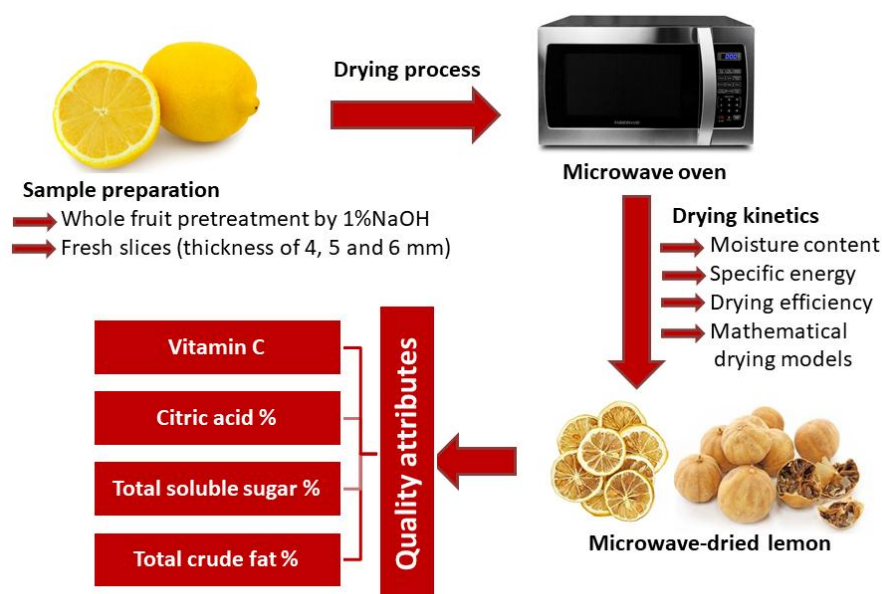 Drying process
Microwave oven
Sample preparation
Whole fruit pretreatment by 1%NaOH
Fresh slices (thickness of 4, 5 and 6 mm)
Drying kinetics
Moisture content
Specific energy
Drying efficiency
Mathematical
drying models
Microwave-dried lemon
Quality attributes
Vitamin C
Citric acid %
Total soluble sugar %
Total crude fat %